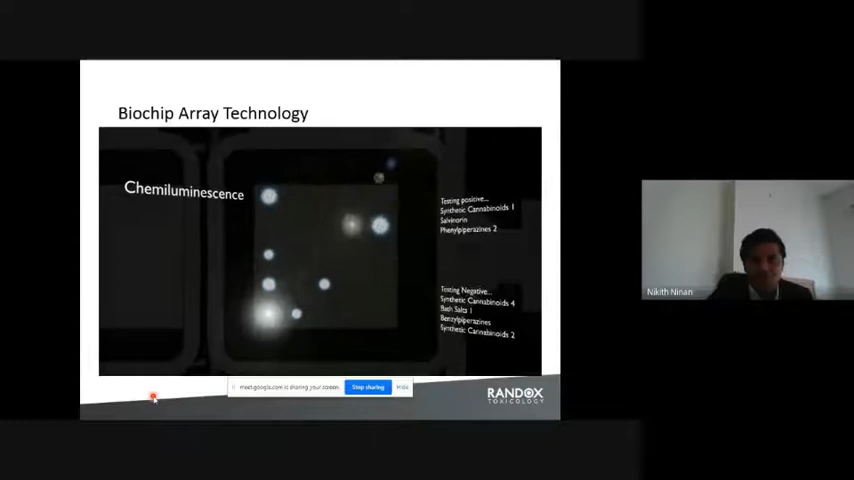 Biochip Array Technology
Chemiluminescence
Testing positive...
Synthetic Cannabinoids 1
Salvinorin
Phenylpiperazines 2
Testing Negative...
Synthetic Cannabinoids 4
Bath Salts 1
Benzylpiperazines
Synthetic Cannabinoids 2
meet.google.com is sharing your screen.
Stop sharing
Hide
RANDOX
TOXICOLOGY
Nikith Ninan